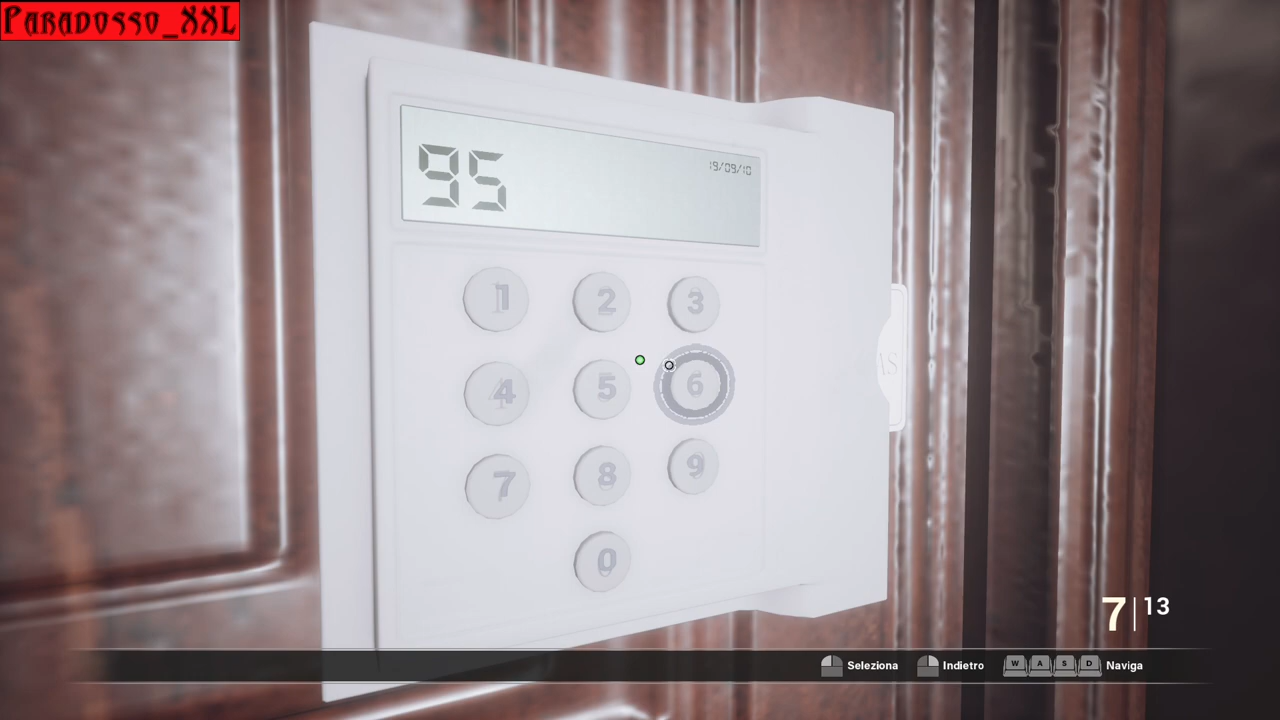 Paradosso_XXL
95
19/09/10
1 2 3
4 5 6
7 8 9
0
AS
7 | 13
Seleziona Indietro W A S D Naviga